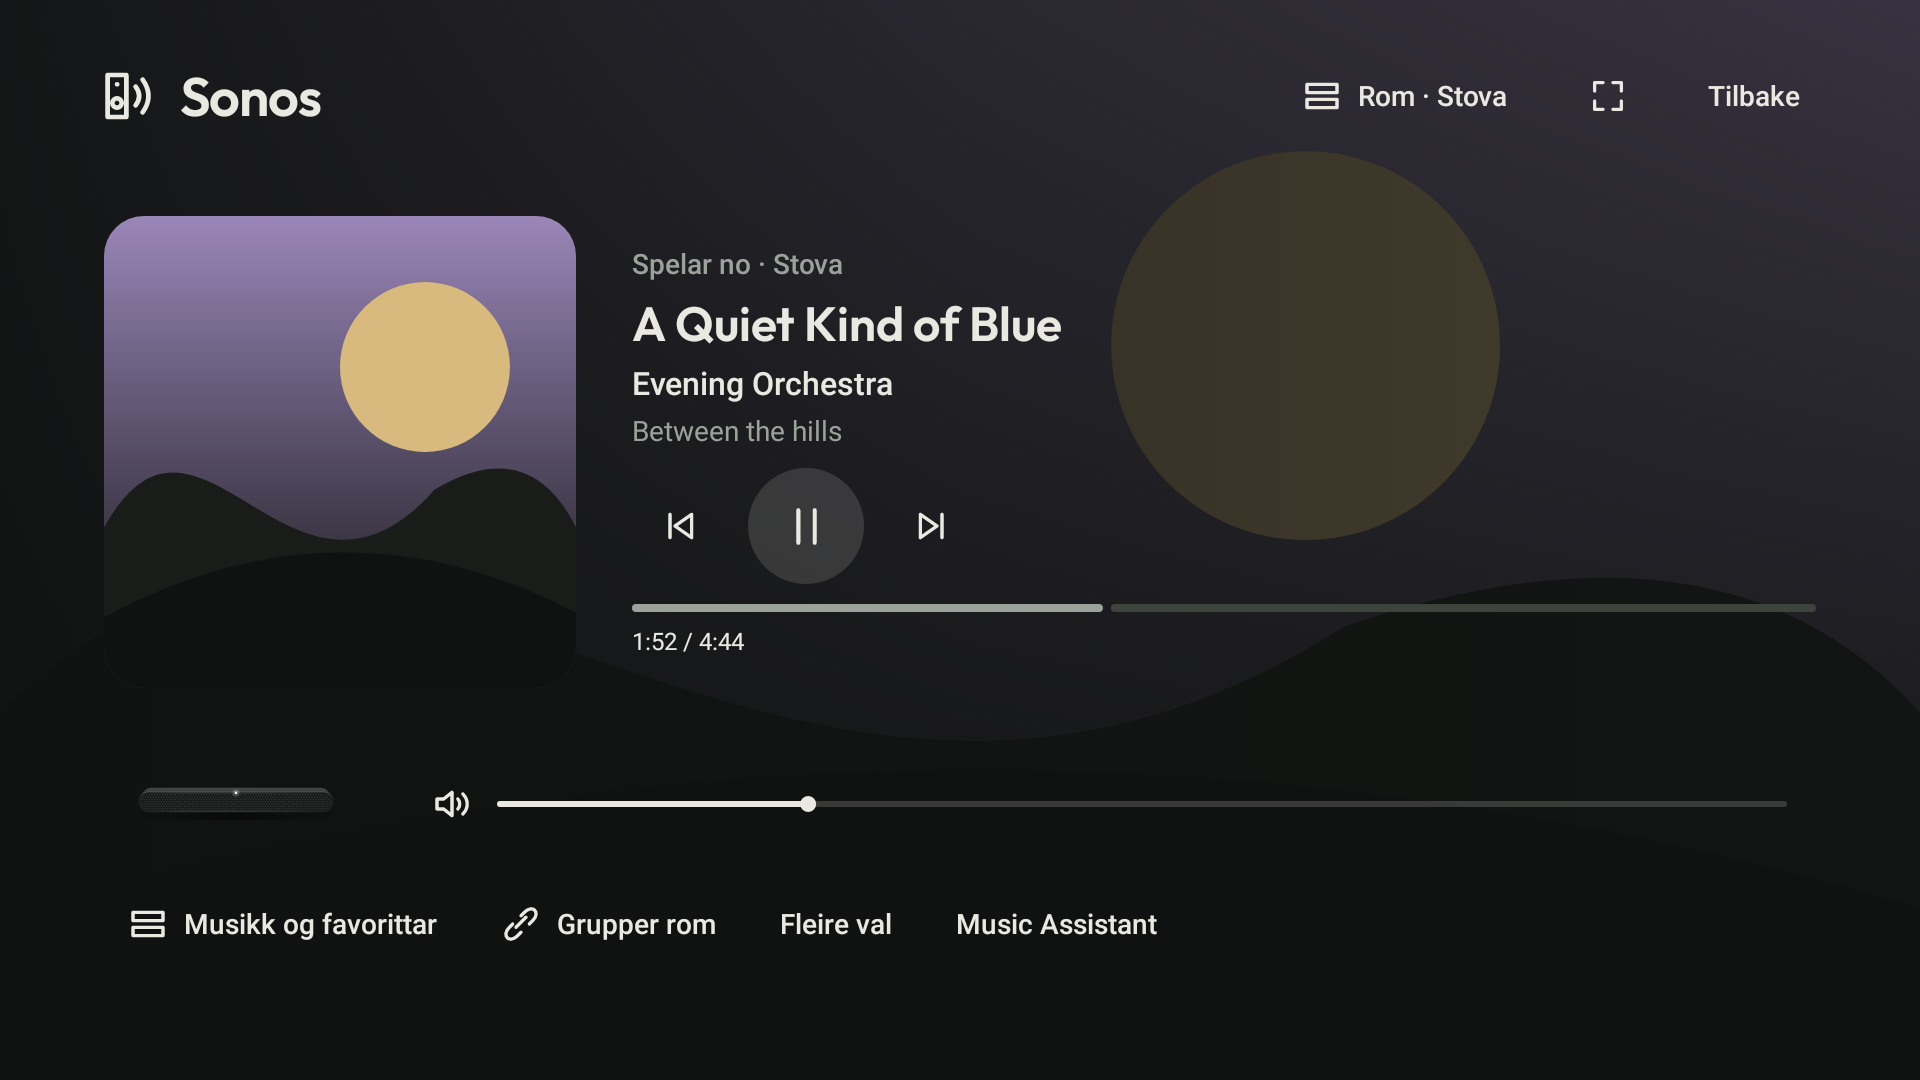 Sonos
Rom · Stova
Tilbake
Spelar no · Stova
A Quiet Kind of Blue
Evening Orchestra
Between the hills
1:52 / 4:44
Musikk og favorittar
Grupper rom
Fleire val
Music Assistant